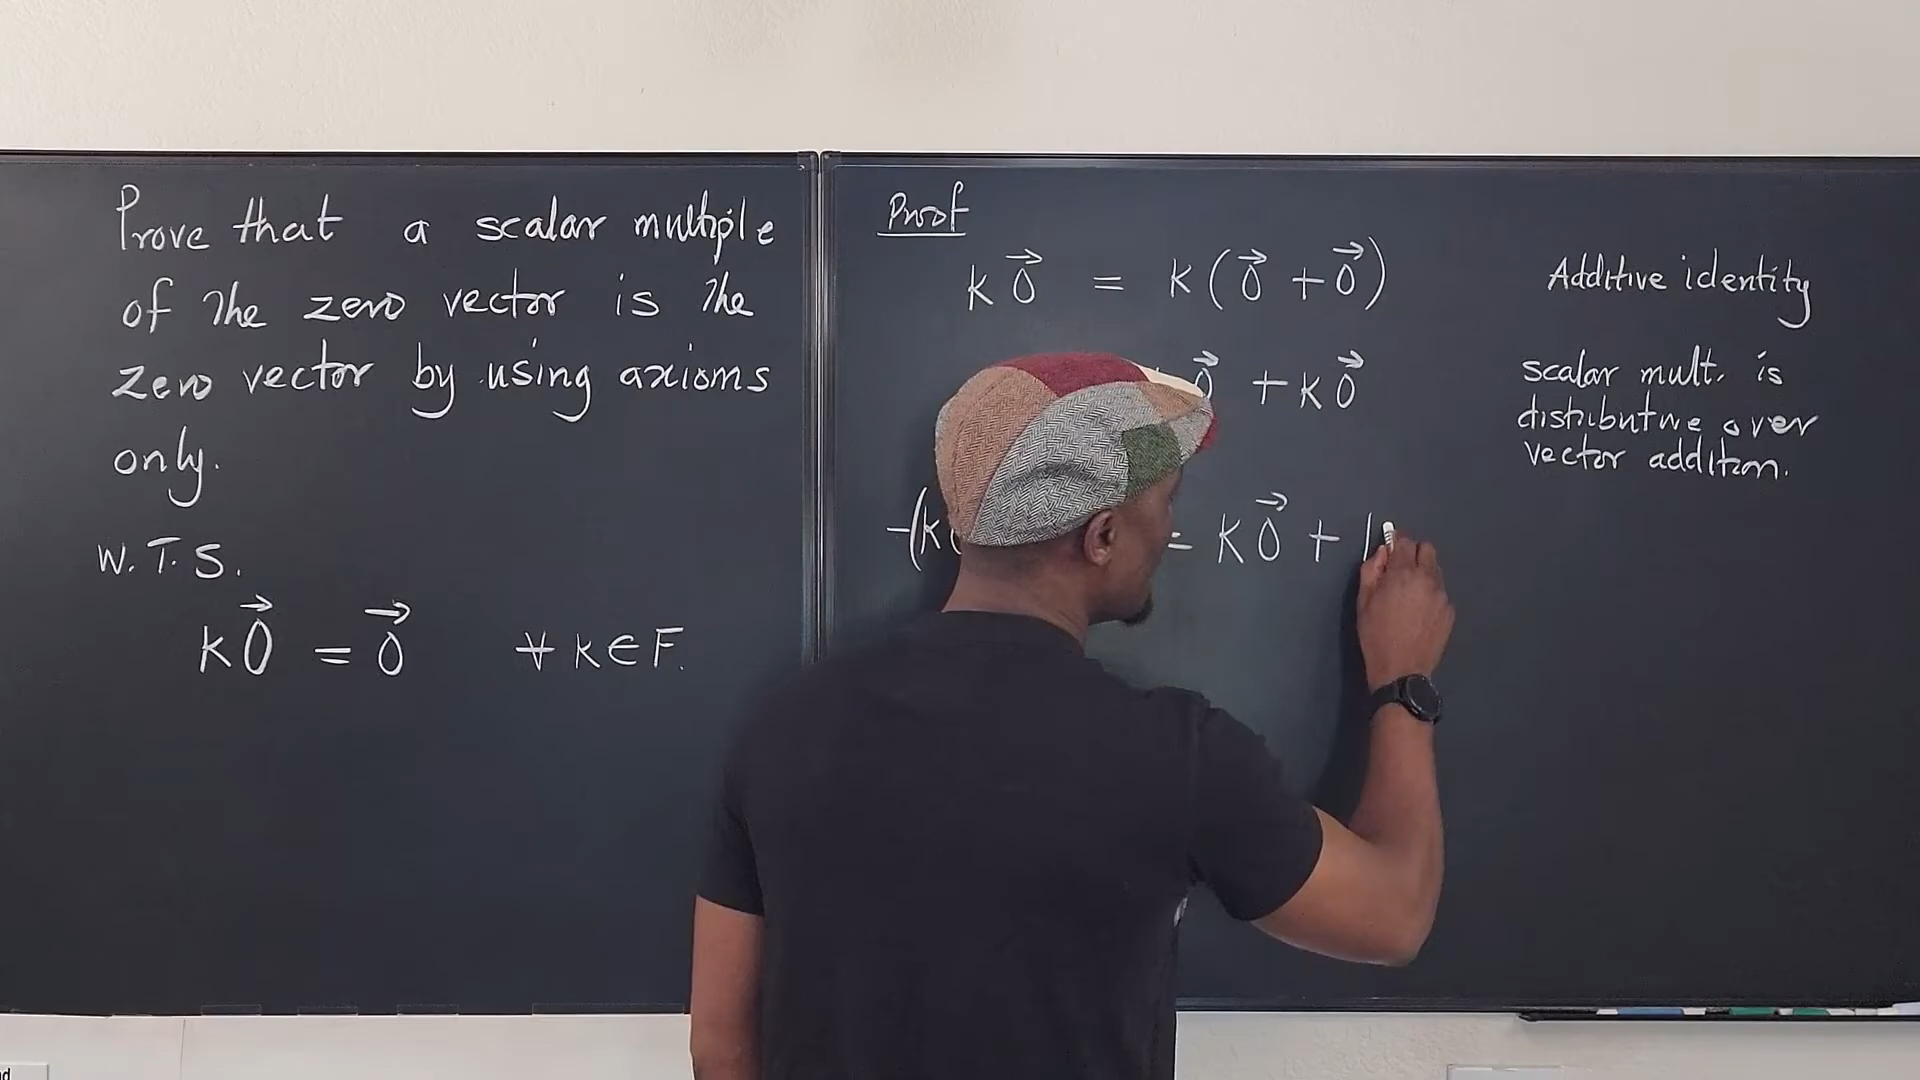 Prove that a scalar multiple
of the zero vector is the
zero vector by using axioms
only.
W.T.S.
k0⃗ = 0⃗ ∀ k ∈ F.
Proof
k0⃗ = k(0⃗ + 0⃗) Additive identity
0⃗ + k0⃗ scalar mult. is
distributive over
vector addition.
-(k = k0⃗ +